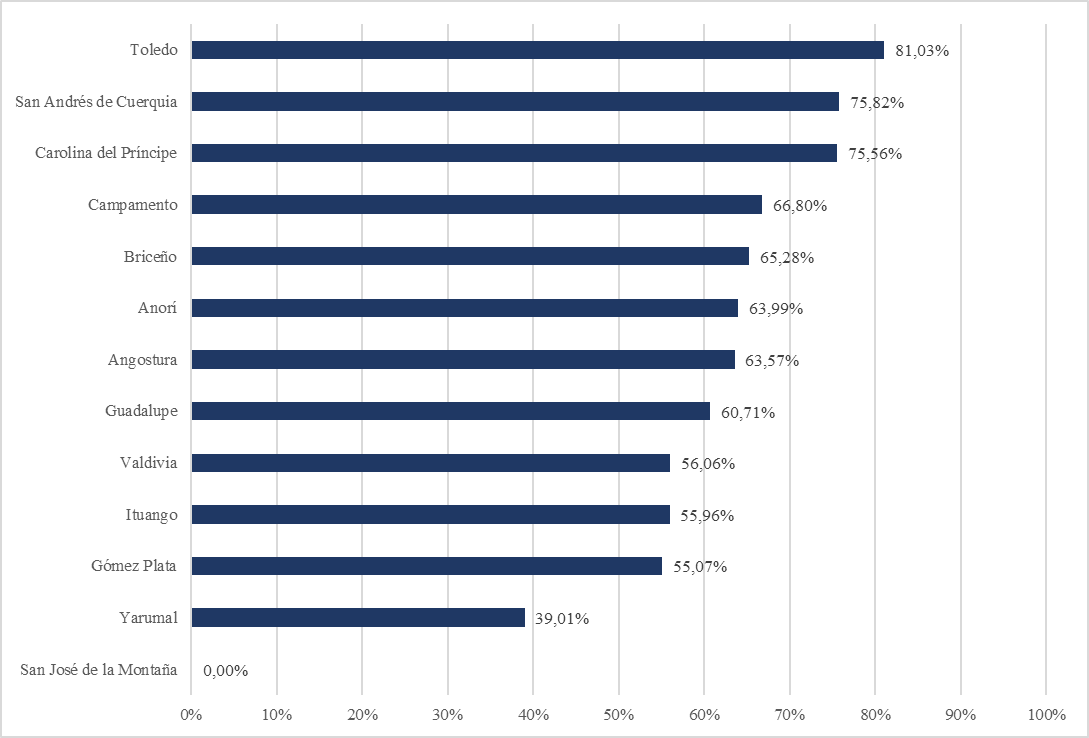 Toledo 81,03%
San Andrés de Cuerquia 75,82%
Carolina del Príncipe 75,56%
Campamento 66,80%
Briceño 65,28%
Anorí 63,99%
Angostura 63,57%
Guadalupe 60,71%
Valdivia 56,06%
Ituango 55,96%
Gómez Plata 55,07%
Yarumal 39,01%
San José de la Montaña 0,00%
0% 10% 20% 30% 40% 50% 60% 70% 80% 90% 100%